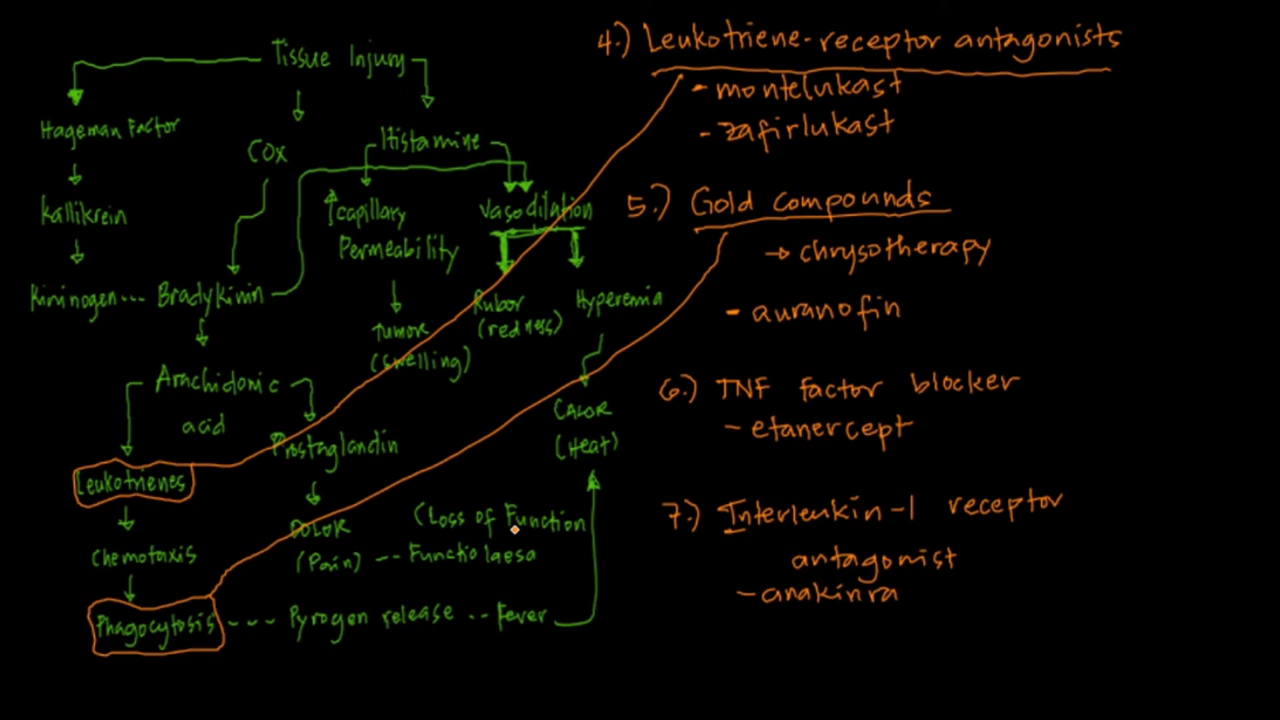 Tissue Injury
Hageman Factor
COX
Histamine
Kallikrein
↑capillary
Permeability
Vasodilation
Kininogen --- Bradykinin
Tumor
(swelling)
Rubor
(redness)
Hyperemia
Arachidonic
acid
Calor
(Heat)
Leukotrienes
Prostaglandin
Chemotaxis
DOLOR
(Pain) -- Functiolaesa
(Loss of Function
Phagocytosis --- Pyrogen release -- Fever
4.) Leukotriene-receptor antagonists
- montelukast
- zafirlukast
5.) Gold compounds
→ chrysotherapy
- auranofin
6.) TNF factor blocker
- etanercept
7.) Interleukin-1 receptor
antagonist
- anakinra